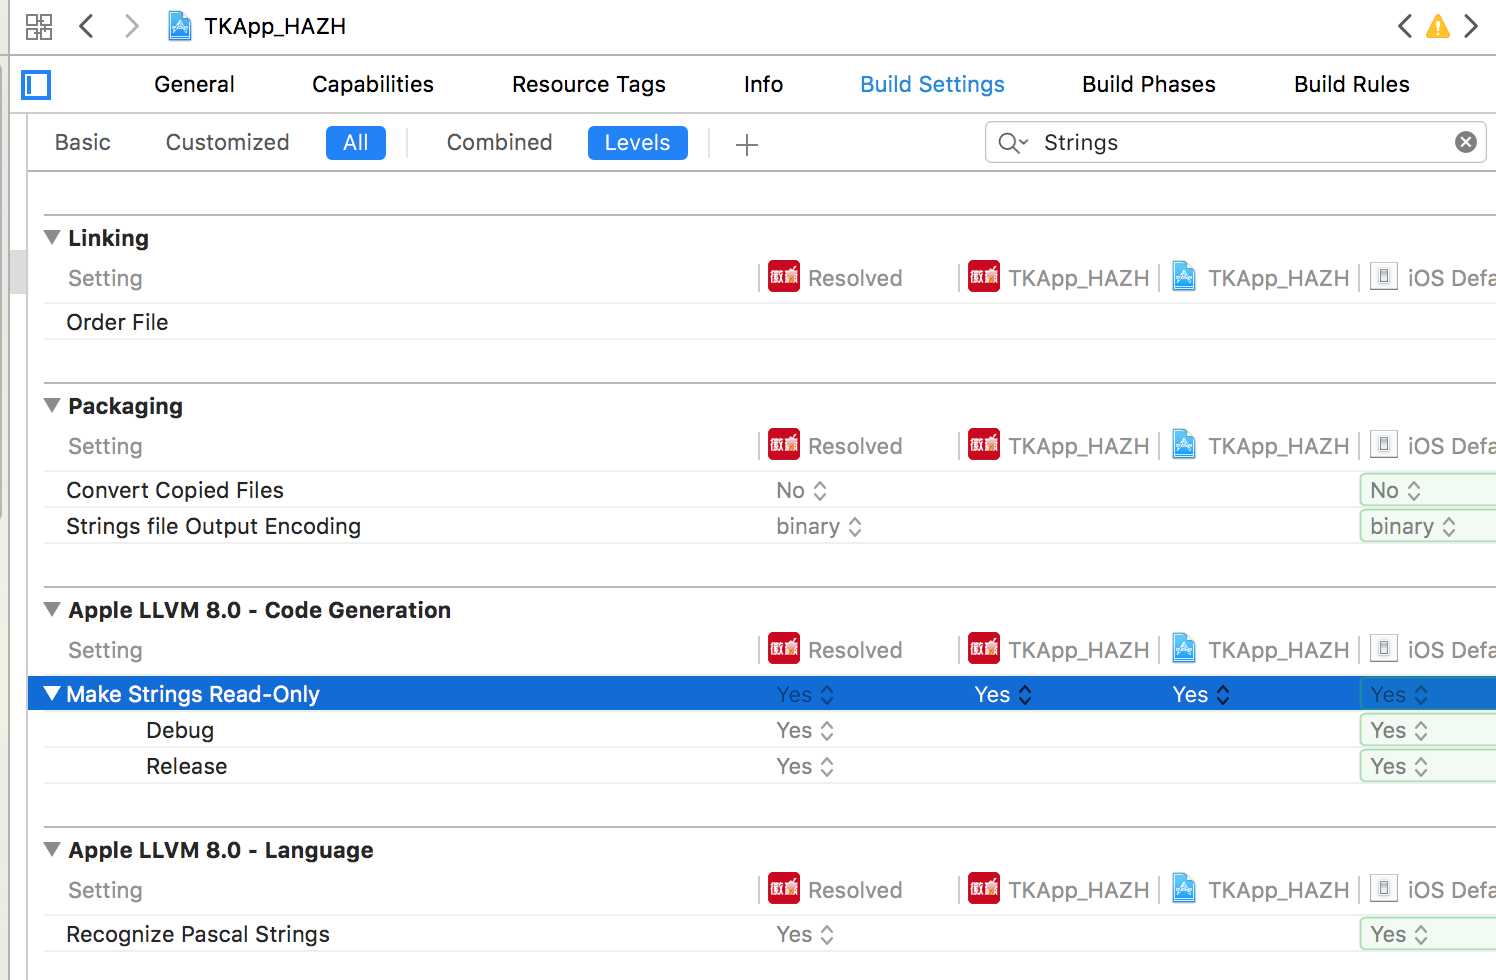 TKApp_HAZH
General Capabilities Resource Tags Info Build Settings Build Phases Build Rules
Basic Customized All Combined Levels Strings
Linking
Setting Resolved TKApp_HAZH TKApp_HAZH iOS Defa
Order File
Packaging
Setting Resolved TKApp_HAZH TKApp_HAZH iOS Defa
Convert Copied Files No No
Strings file Output Encoding binary binary
Apple LLVM 8.0 - Code Generation
Setting Resolved TKApp_HAZH TKApp_HAZH iOS Defa
Make Strings Read-Only Yes Yes Yes Yes
Debug Yes Yes
Release Yes Yes
Apple LLVM 8.0 - Language
Setting Resolved TKApp_HAZH TKApp_HAZH iOS Defa
Recognize Pascal Strings Yes Yes